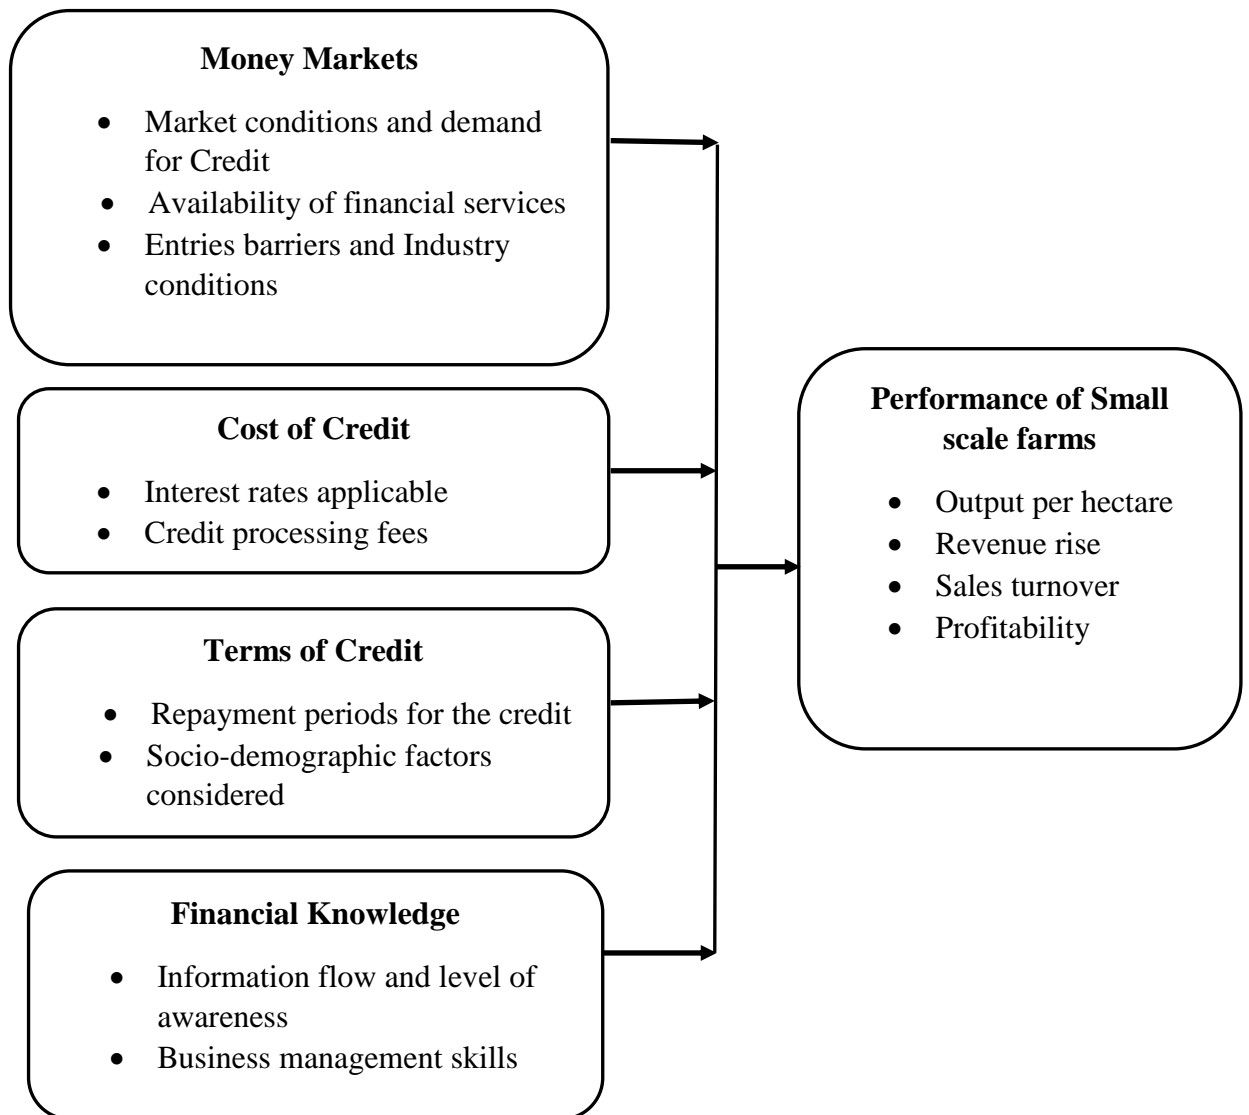 Money Markets
• Market conditions and demand
for Credit
• Availability of financial services
• Entries barriers and Industry
conditions
Cost of Credit
• Interest rates applicable
• Credit processing fees
Terms of Credit
• Repayment periods for the credit
• Socio-demographic factors
considered
Financial Knowledge
• Information flow and level of
awareness
• Business management skills
Performance of Small
scale farms
• Output per hectare
• Revenue rise
• Sales turnover
• Profitability